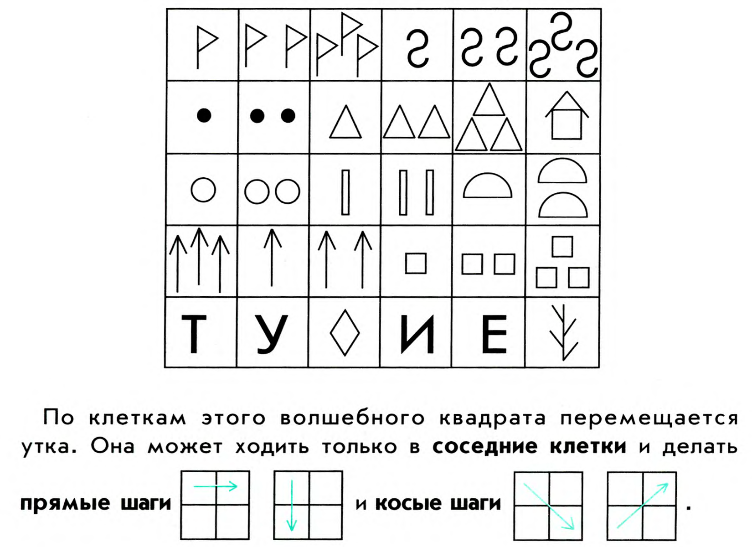 Т У И Е
По клеткам этого волшебного квадрата перемещается
утка. Она может ходить только в соседние клетки и делать
прямые шаги и косые шаги .